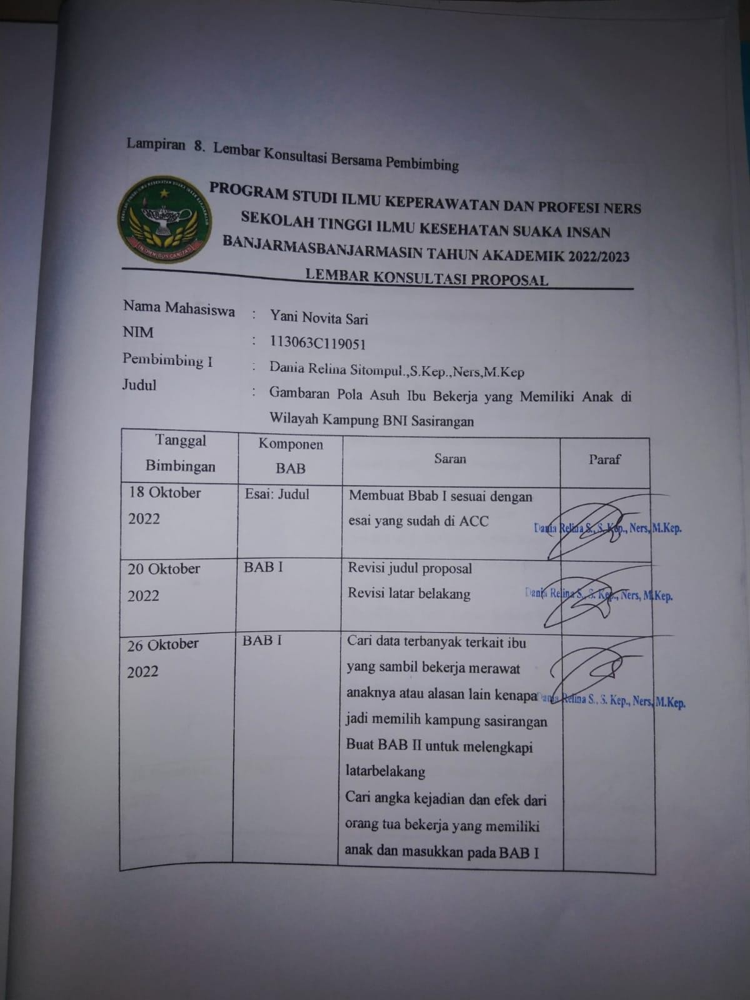 Lampiran 8. Lembar Konsultasi Bersama Pembimbing
PROGRAM STUDI ILMU KEPERAWATAN DAN PROFESI NERS
SEKOLAH TINGGI ILMU KESEHATAN SUAKA INSAN
BANJARMASBANJARMASIN TAHUN AKADEMIK 2022/2023
LEMBAR KONSULTASI PROPOSAL
IN OMNIBUS CARITAS
Nama Mahasiswa : Yani Novita Sari
NIM : 113063C119051
Pembimbing I : Dania Relina Sitompul.,S.Kep.,Ners,M.Kep
Judul : Gambaran Pola Asuh Ibu Bekerja yang Memiliki Anak di
Wilayah Kampung BNI Sasirangan
Tanggal
Bimbingan
Komponen
BAB
Saran
Paraf
18 Oktober
2022
Esai: Judul
Membuat Bbab I sesuai dengan
esai yang sudah di ACC
Dania Relina S., S. Kep., Ners, M.Kep.
20 Oktober
2022
BAB I
Revisi judul proposal
Revisi latar belakang
Dania Relina S., S. Kep., Ners, M.Kep.
26 Oktober
2022
BAB I
Cari data terbanyak terkait ibu
yang sambil bekerja merawat
anaknya atau alasan lain kenapa
jadi memilih kampung sasirangan
Buat BAB II untuk melengkapi
latarbelakang
Cari angka kejadian dan efek dari
orang tua bekerja yang memiliki
anak dan masukkan pada BAB I
Dania Relina S., S. Kep., Ners, M.Kep.